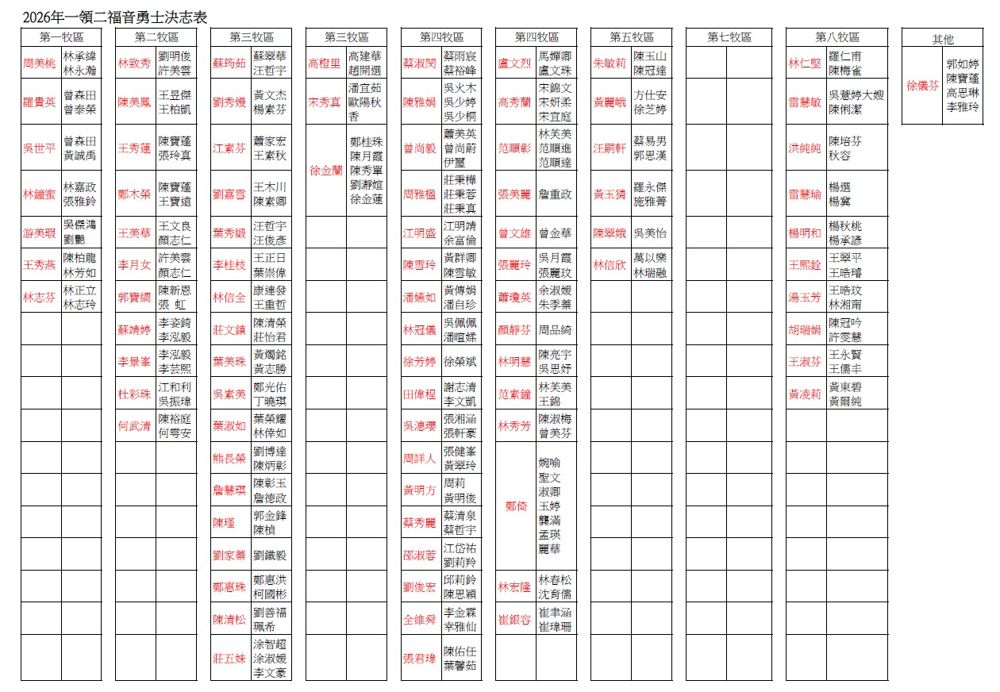 2026年一領二福音勇士決志表
第一牧區
周美桃
林承緯
林永瀚
羅貴英
曾森田
曾泰榮
吳世平
曾森田
黃誠禹
林鐘蜜
林嘉政
張雅鈴
游美瑕
吳傑鴻
劉艷
王秀燕
陳柏龍
林芳如
林志芬
林正立
林志玲
第二牧區
林致秀
劉明俊
許美雲
陳美鳳
王昱傑
王柏凱
王秀蓮
陳寶蓬
張玲真
鄭木榮
陳寶蓬
王寶遠
王美華
王文良
顏志仁
李月女
許美雲
顏志仁
郭寶綢
陳新恩
張 虹
蘇靖婷
李姿錡
李泓毅
李景峯
李泓毅
李芸熙
杜彩珠
江和利
吳振瑋
何武清
陳裕庭
何雩安
第三牧區
蘇筠茹
蘇翠華
汪哲宇
劉秀嫚
黃文杰
楊素芬
江素芬
蕭家宏
王素秋
劉嘉雪
王木川
陳素卿
葉秀緞
汪哲宇
汪俊彥
李桂枝
王正日
葉崇偉
林信全
康連發
王重哲
莊文鎮
陳清榮
莊怡君
葉美珠
黃燭銘
黃志勝
吳素美
鄭光佑
丁曉琪
葉淑如
葉榮耀
林倖如
熊長榮
劉博達
陳炳彰
詹慧琪
陳彰玉
詹德政
陳瑾
郭金鋒
陳楨
劉家蓁
劉鐵毅
鄭惠珠
鄭惠洪
柯國彬
陳清松
劉善福
珮希
莊五妹
涂智超
涂淑媛
李文豪
第三牧區
高橙里
高建華
趙開選
宋秀真
潘宜茹
歐陽秋
香
徐金蘭
鄭桂珠
陳月霞
陳秀單
劉瀞煊
徐金蓮
第四牧區
蔡淑閔
蔡雨宸
蔡裕峰
陳雅娟
吳火木
吳少婷
吳少桐
曾尚毅
蕭美英
曾尚蔚
伊璽
周雅楹
莊秉樺
莊秉蓉
莊秉真
江明盛
江明靖
余富倫
陳雪玲
黃群卿
陳雪敏
潘嬿如
黃傳娟
潘自珍
林冠儀
吳佩佩
潘暄媃
徐芳婷
徐榮斌
田偉程
謝志清
李文凱
吳憓瓔
張湘涵
張軒豪
周詳人
張健峯
黃翠玲
黃明方
周莉
黃明俊
蔡秀麗
蔡清泉
蔡哲宇
邵淑蓉
江岱祐
劉莉羚
劉俊宏
邱莉鈴
陳思穎
全維舜
李金霖
幸雅仙
張君瑋
陳佑任
葉馨茹
第四牧區
盧文烈
馬嬋卿
盧文珠
高秀蘭
宋錦文
宋妍柔
宋宜庭
范順彰
林芙美
范順進
范順達
張美麗
詹重政
曾文雄
曾金華
張麗玲
吳月霞
張麗玟
蕭瓊英
余淑媛
朱季蓁
顏靜芬
周品綺
林明慧
陳亮宇
吳思妤
范素鐘
林芙美
王錦
林秀芳
陳淑梅
曾美芬
鄭倚
婉喻
聖文
淑卿
玉婷
龔滿
孟瑛
麗華
林宏隆
林春松
沈育儒
崔銀容
崔聿涵
崔瑋珊
第五牧區
朱敏莉
陳玉山
陳冠達
黃麗峨
方仕安
徐芝婷
汪嗣軒
蔡易男
郭思漢
黃玉猜
羅永傑
施雅菁
陳翠娥
吳美怡
林信欣
萬以樂
林瑞融
第七牧區
第八牧區
林仁堅
羅仁甫
陳梅雀
雷慧敏
吳薏婷大嫂
陳俐潔
洪純純
陳培芬
秋容
雷慧瑜
楊選
楊冀
楊明和
楊秋桃
楊承諺
王熙銓
王翠平
王晧瑋
湯玉芳
王晧玟
林湘甯
胡瑞娟
陳冠吟
許雯慧
王淑芬
王永賢
王儒丰
黃凌莉
黃東碧
黃爾純
其他
徐儀芬
郭如婷
陳寶蓬
高思琳
李雅玲